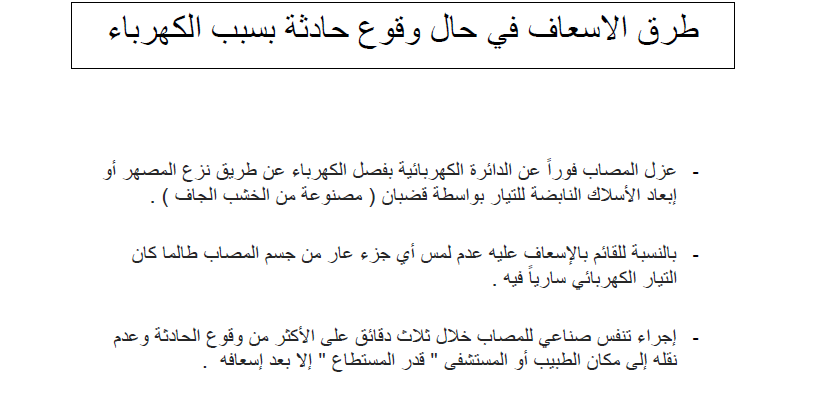 طرق الاسعاف في حال وقوع حادثة بسبب الكهرباء
- عزل المصاب فوراً عن الدائرة الكهربائية بفصل الكهرباء عن طريق نزع المصهر أو
إبعاد الأسلاك النابضة للتيار بواسطة قضبان ( مصنوعة من الخشب الجاف ) .
- بالنسبة للقائم بالإسعاف عليه عدم لمس أي جزء عار من جسم المصاب طالما كان
التيار الكهربائي سارياً فيه .
- إجراء تنفس صناعي للمصاب خلال ثلاث دقائق على الأكثر من وقوع الحادثة وعدم
نقله إلى مكان الطبيب أو المستشفى " قدر المستطاع " إلا بعد إسعافه .